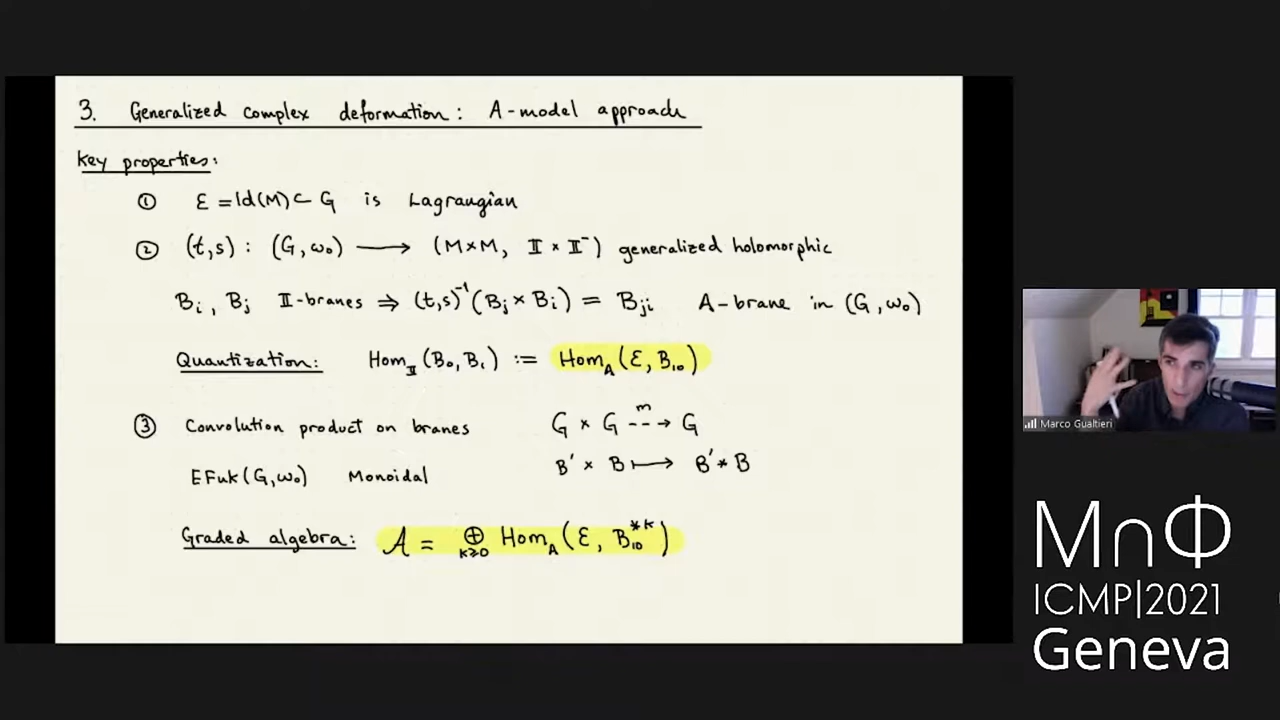 3. Generalized complex deformation: A-model approach
Key properties:
① Ɛ = Id(M) ⊂ G is Lagrangian
② (t,s) : (G, ω₀) ⟶ (M×M, 𝕀 × 𝕀⁻) generalized holomorphic
Bᵢ, Bⱼ 𝕀-branes ⇒ (t,s)⁻¹(Bⱼ × Bᵢ) = Bⱼᵢ A-brane in (G, ω₀)
Quantization: Hom_𝕀(B₀, B₁) := Hom_A(Ɛ, B₁₀)
③ Convolution product on branes G × G --m--> G
EFuk(G, ω₀) Monoidal B′ × B ⟼ B′ * B
Graded algebra: 𝒜 = ⊕_{k≥0} Hom_A(Ɛ, B₁₀^{*k})
Marco Gualtieri
M∩Φ
ICMP|2021
Geneva